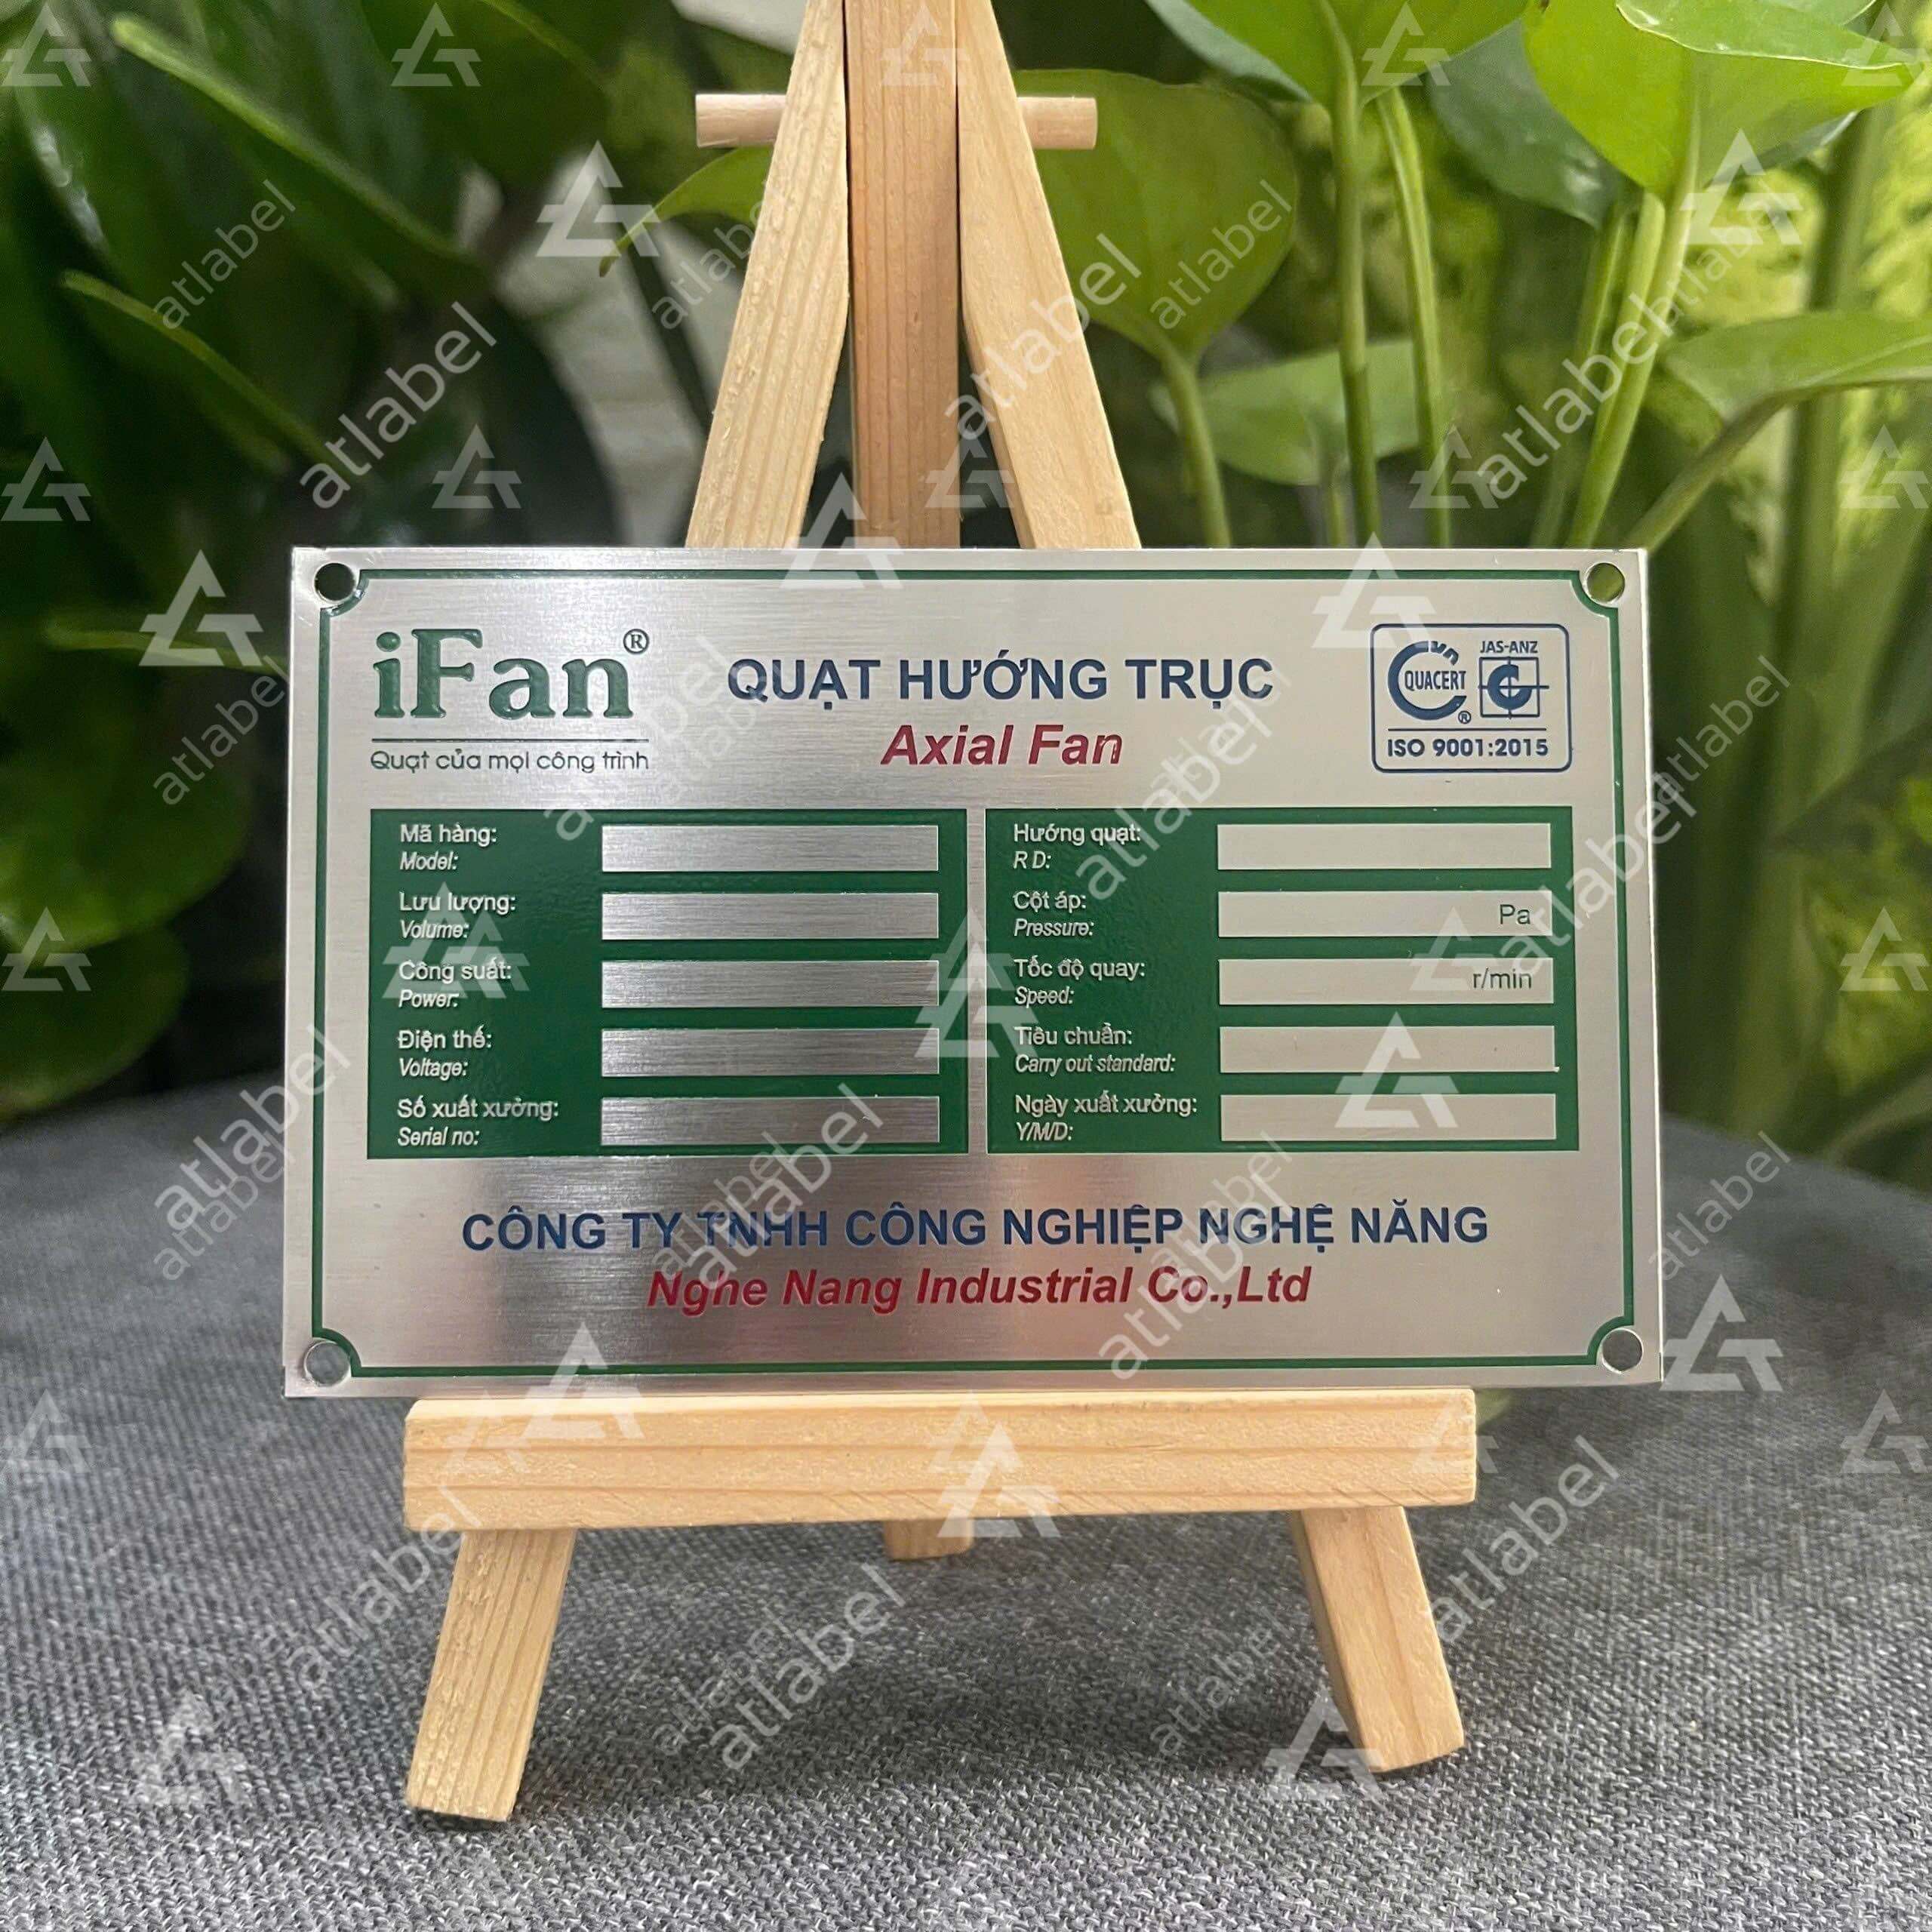 iFan®
Quạt của mọi công trình
QUẠT HƯỚNG TRỤC
Axial Fan
QUACERT
JAS-ANZ
ISO 9001:2015
Mã hàng:
Model:
Lưu lượng:
Volume:
Công suất:
Power:
Điện thế:
Voltage:
Số xuất xưởng:
Serial no:
Hướng quạt:
R D:
Cột áp:
Pressure:
Pa
Tốc độ quay:
Speed:
r/min
Tiêu chuẩn:
Carry out standard:
Ngày xuất xưởng:
Y/M/D:
CÔNG TY TNHH CÔNG NGHIỆP NGHỆ NĂNG
Nghe Nang Industrial Co.,Ltd
atlabel